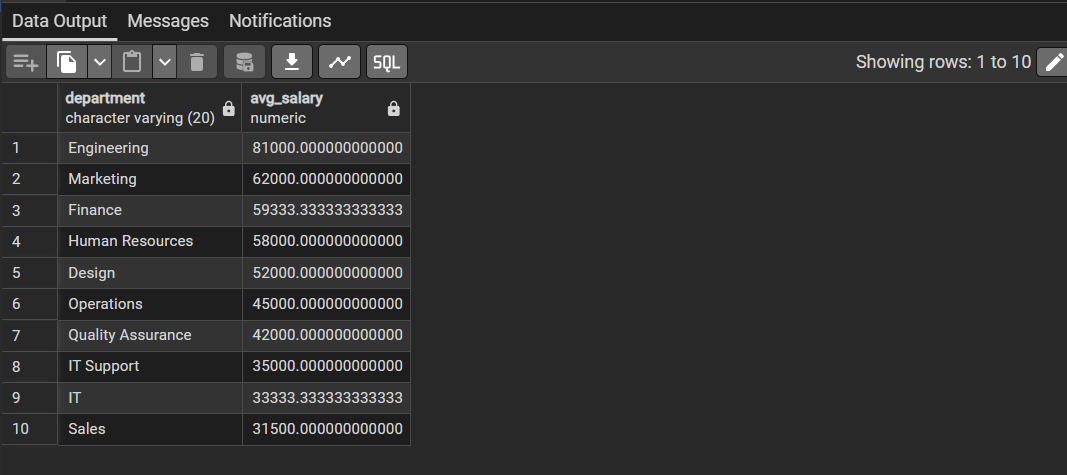 Data Output Messages Notifications
SQL Showing rows: 1 to 10
department avg_salary
character varying (20) numeric
1 Engineering 81000.000000000000
2 Marketing 62000.000000000000
3 Finance 59333.333333333333
4 Human Resources 58000.000000000000
5 Design 52000.000000000000
6 Operations 45000.000000000000
7 Quality Assurance 42000.000000000000
8 IT Support 35000.000000000000
9 IT 33333.333333333333
10 Sales 31500.000000000000